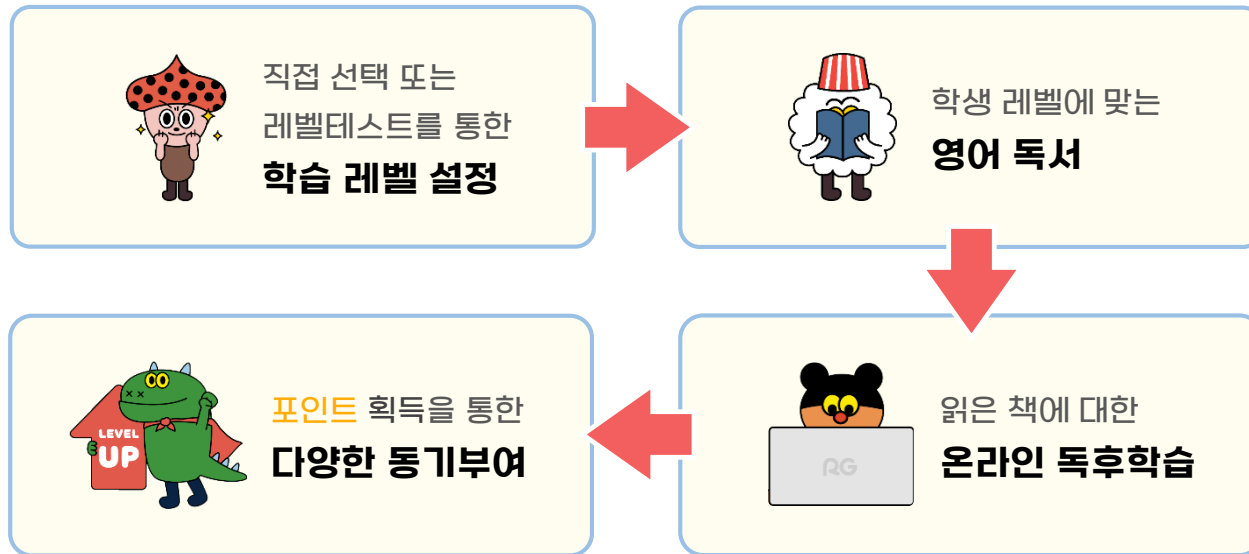 직접 선택 또는
레벨테스트를 통한
학습 레벨 설정
학생 레벨에 맞는
영어 독서
읽은 책에 대한
온라인 독후학습
RG
포인트 획득을 통한
다양한 동기부여
LEVEL
UP